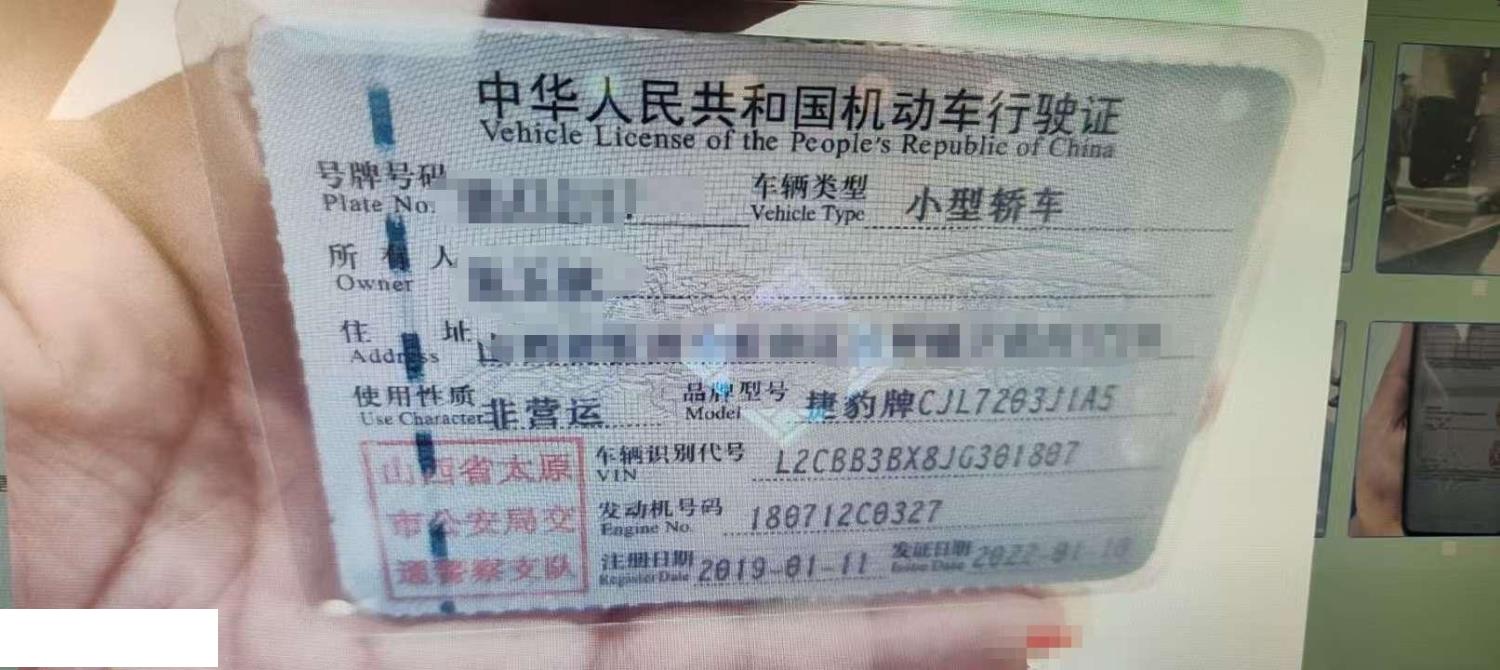 中华人民共和国机动车行驶证
Vehicle License of the People's Republic of China
号牌号码
Plate No.
车辆类型 小型轿车
Vehicle Type
所有人
Owner
住址
Address
使用性质 非营运
Use Character
品牌型号 捷豹牌CJL7203J1A5
Model
山西省太原
市公安局交
通警察支队
车辆识别代号 L2CBB3BX8JG301807
VIN
发动机号码 180712C0327
Engine No.
注册日期 2019-01-11
Register Date
发证日期 2022-01-18
Issue Date